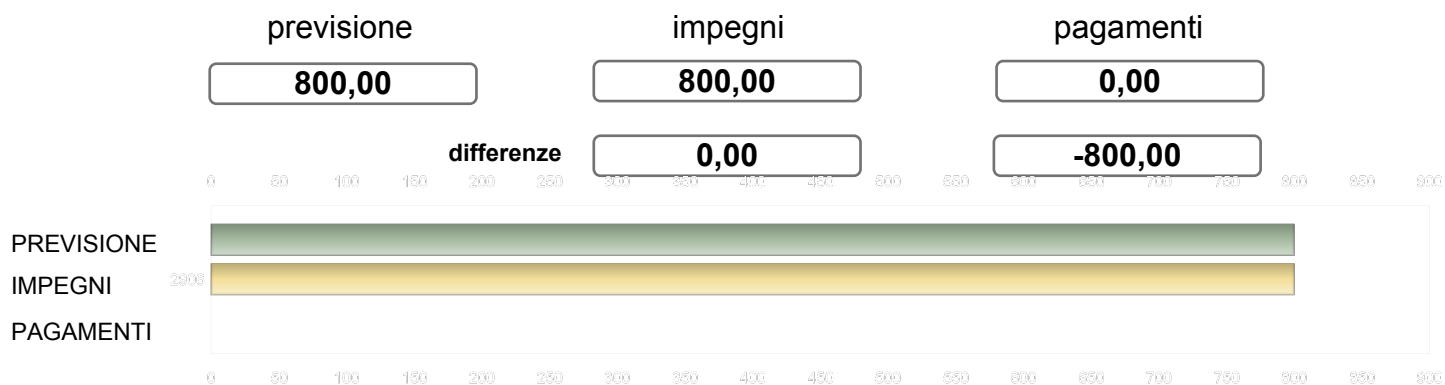 previsione impegni pagamenti
800,00 800,00 0,00
differenze 0,00 -800,00
0 50 100 150 200 250 300 350 400 450 500 550 600 650 700 750 800 850 900
PREVISIONE
IMPEGNI 2906
PAGAMENTI
0 50 100 150 200 250 300 350 400 450 500 550 600 650 700 750 800 850 900